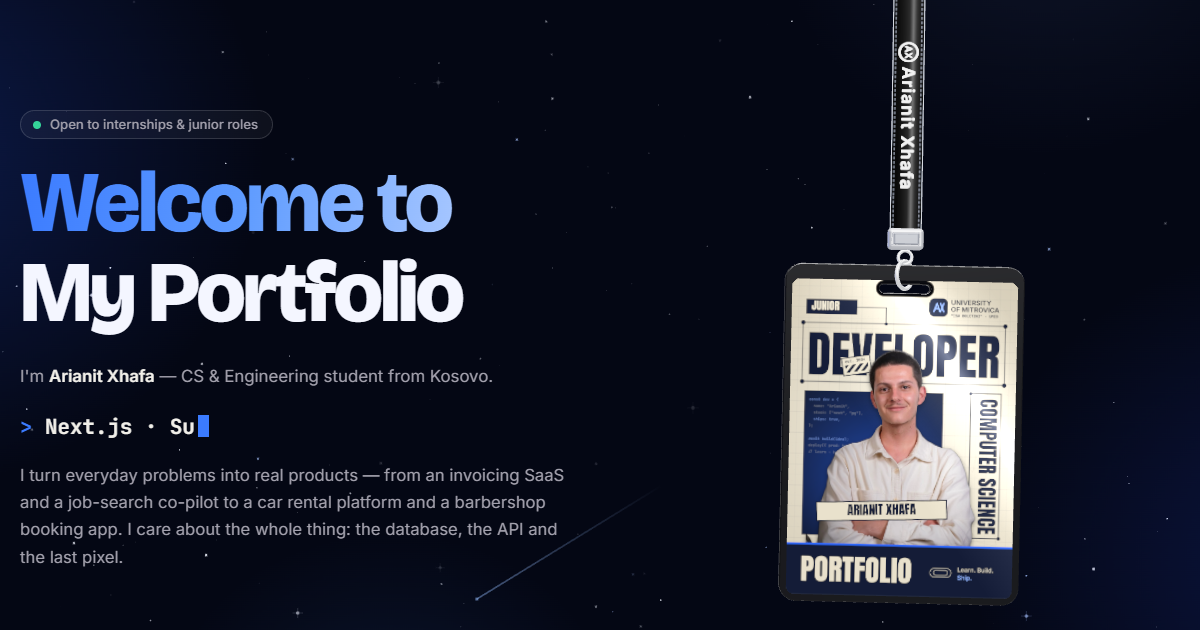 Open to internships & junior roles
Welcome to
My Portfolio
I'm Arianit Xhafa — CS & Engineering student from Kosovo.
> Next.js · Su
I turn everyday problems into real products — from an invoicing SaaS
and a job-search co-pilot to a car rental platform and a barbershop
booking app. I care about the whole thing: the database, the API and
the last pixel.
AX Arianit Xhafa
JUNIOR
AX
UNIVERSITY
OF MITROVICA
DEVELOPER
COMPUTER SCIENCE
ARIANIT XHAFA
PORTFOLIO
Learn. Build.
Ship.